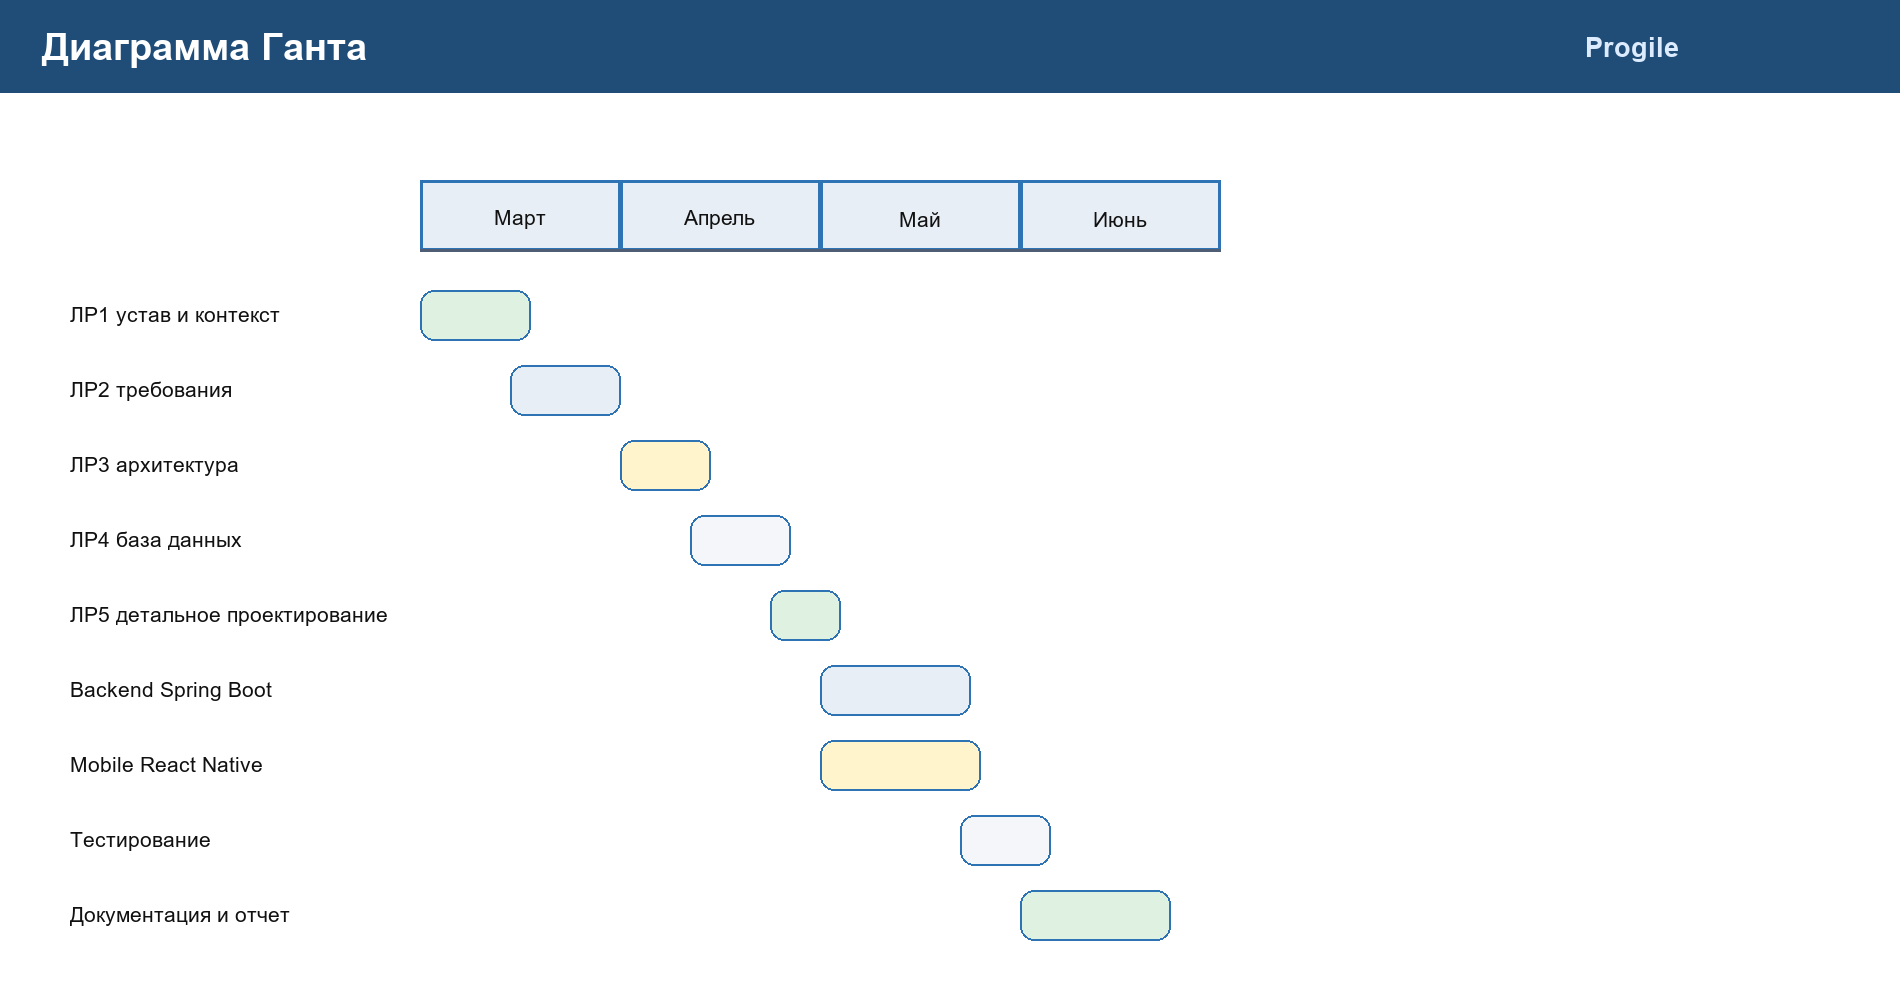 Диаграмма Ганта
Progile
Март
Апрель
Май
Июнь
ЛР1 устав и контекст
ЛР2 требования
ЛР3 архитектура
ЛР4 база данных
ЛР5 детальное проектирование
Backend Spring Boot
Mobile React Native
Тестирование
Документация и отчет